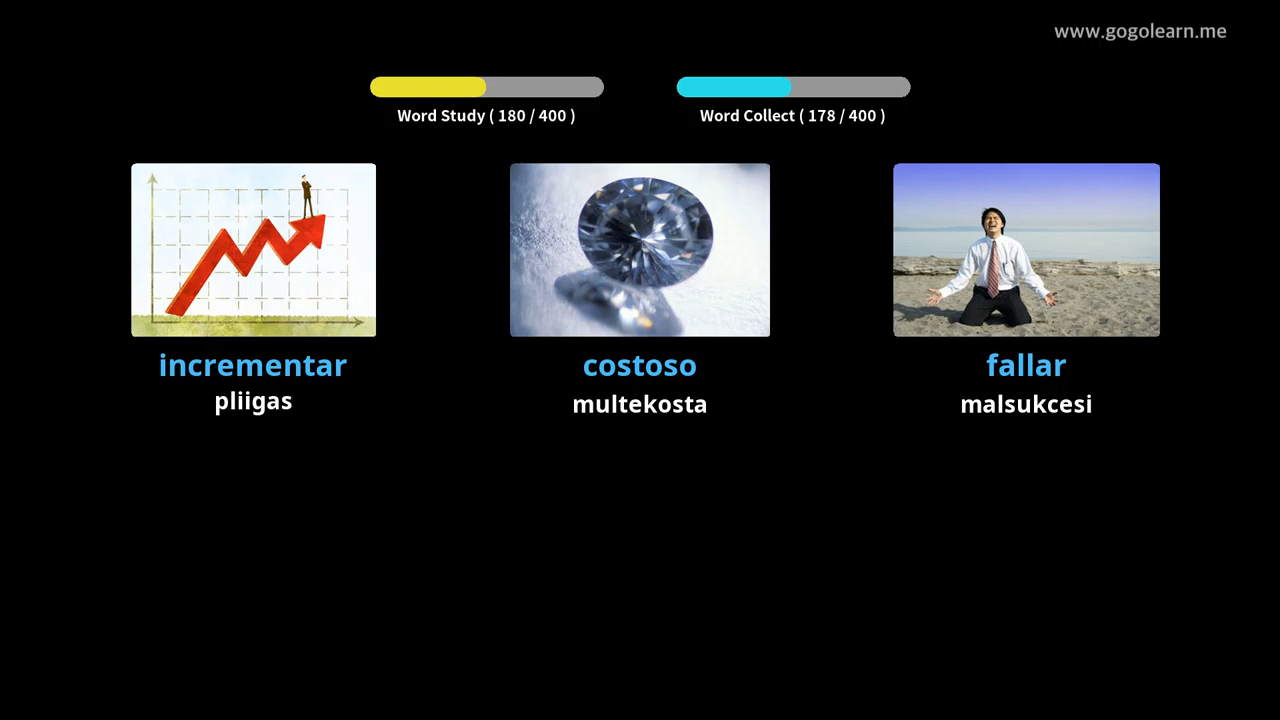 www.gogolearn.me
Word Study ( 180 / 400 )
Word Collect ( 178 / 400 )
incrementar
pliigas
costoso
multekosta
fallar
malsukcesi